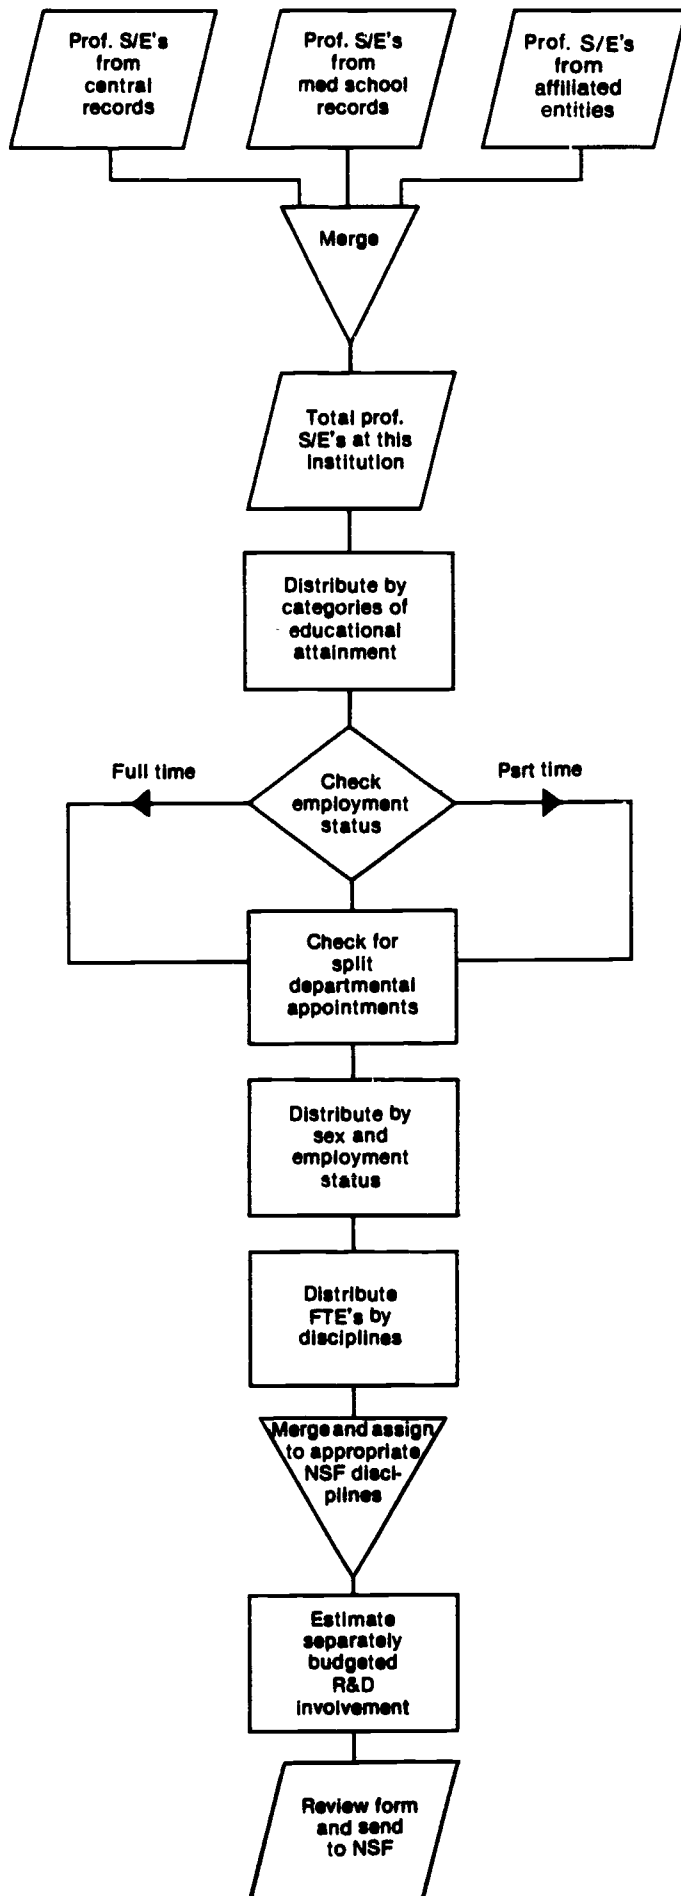 Prof. S/E's
from
central
records
Prof. S/E's
from
med school
records
Prof. S/E's
from
affiliated
entities
Merge
Total prof.
S/E's at this
institution
Distribute by
categories of
educational
attainment
Full time
Check
employment
status
Psrt time
Check for
split
departmental
appointments
Distribute by
sex and
employment
status
Distribute
FTE's by
disciplines
Merge and assign
to appropriate
NSF disci-
plines
Estimate
separately
budgeted
R&D
involvement
Review form
and send
to NSF